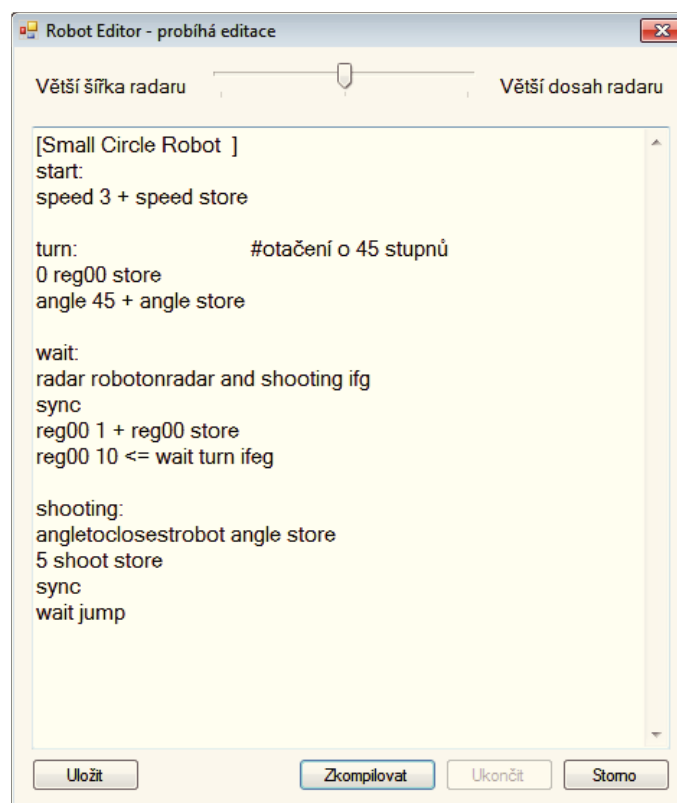 Robot Editor - probíhá editace
Větší šířka radaru
Větší dosah radaru
[Small Circle Robot  ]
start:
speed 3 + speed store
turn: #otačení o 45 stupnů
0 reg00 store
angle 45 + angle store
wait:
radar robotonradar and shooting ifg
sync
reg00 1 + reg00 store
reg00 10 <= wait turn ifeg
shooting:
angletoclosestrobot angle store
5 shoot store
sync
wait jump
Uložit
Zkompilovat
Ukončit
Storno